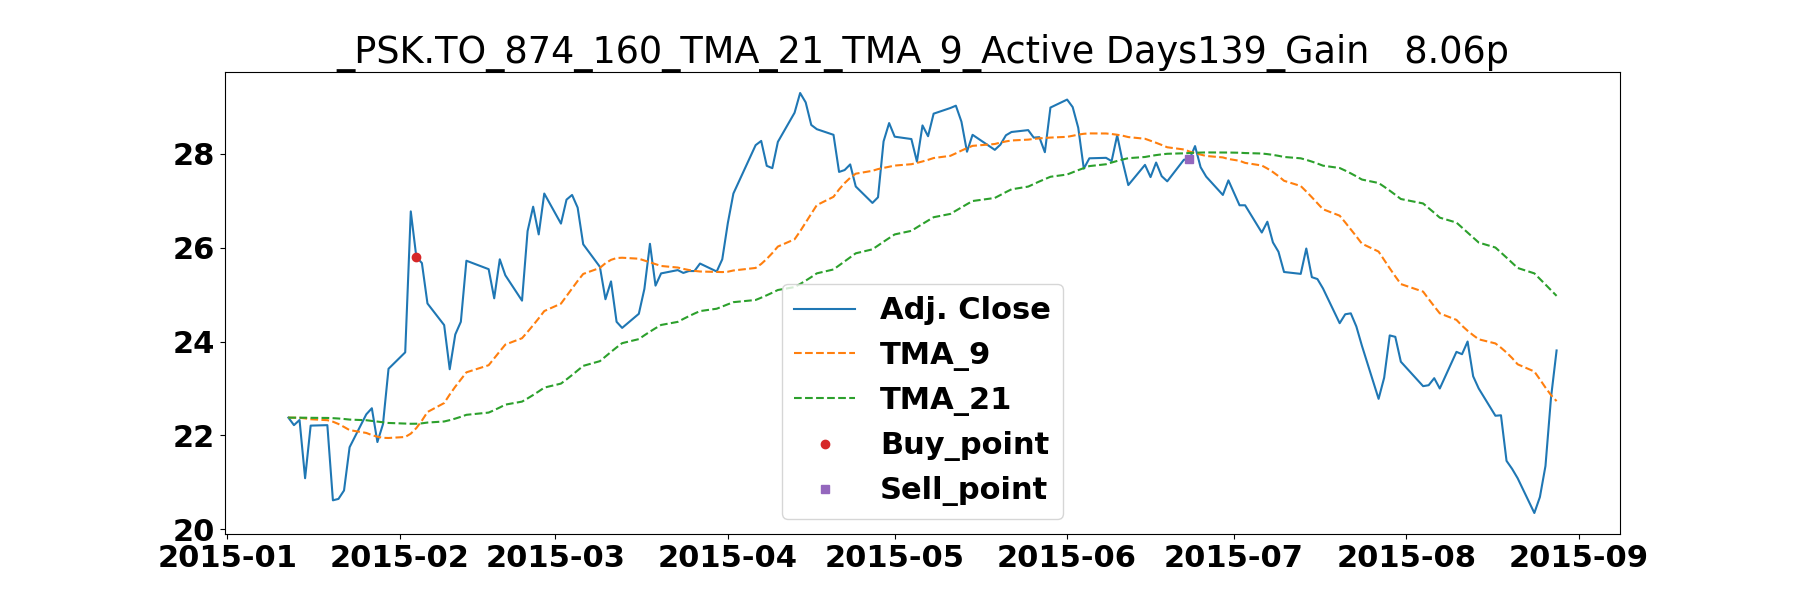 _PSK.TO_874_160_TMA_21_TMA_9_Active Days139_Gain   8.06p
28
26
24
22
20
Adj. Close
TMA_9
TMA_21
Buy_point
Sell_point
2015-01 2015-02 2015-03 2015-04 2015-05 2015-06 2015-07 2015-08 2015-09